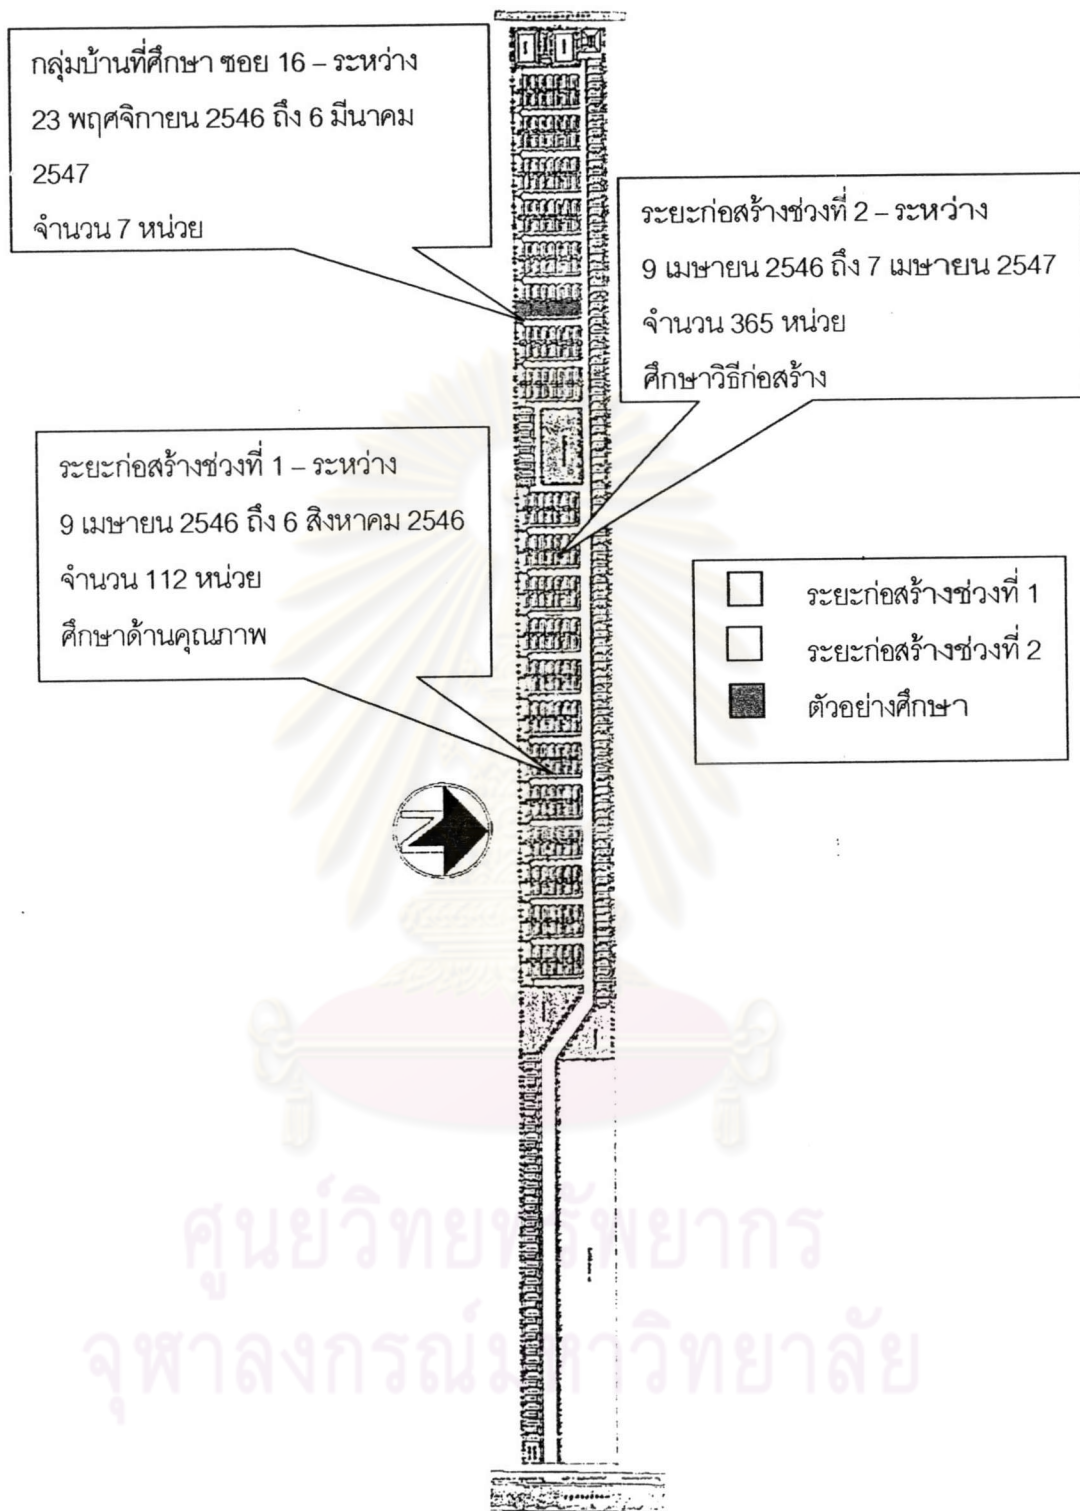 กลุ่มบ้านที่ศึกษา ซอย 16 – ระหว่าง
23 พฤศจิกายน 2546 ถึง 6 มีนาคม
2547
จำนวน 7 หน่วย
ระยะก่อสร้างช่วงที่ 2 – ระหว่าง
9 เมษายน 2546 ถึง 7 เมษายน 2547
จำนวน 365 หน่วย
ศึกษาวิธีก่อสร้าง
ระยะก่อสร้างช่วงที่ 1 – ระหว่าง
9 เมษายน 2546 ถึง 6 สิงหาคม 2546
จำนวน 112 หน่วย
ศึกษาด้านคุณภาพ
ระยะก่อสร้างช่วงที่ 1
ระยะก่อสร้างช่วงที่ 2
ตัวอย่างศึกษา
N
ศูนย์วิทยทรัพยากร
จุฬาลงกรณ์มหาวิทยาลัย